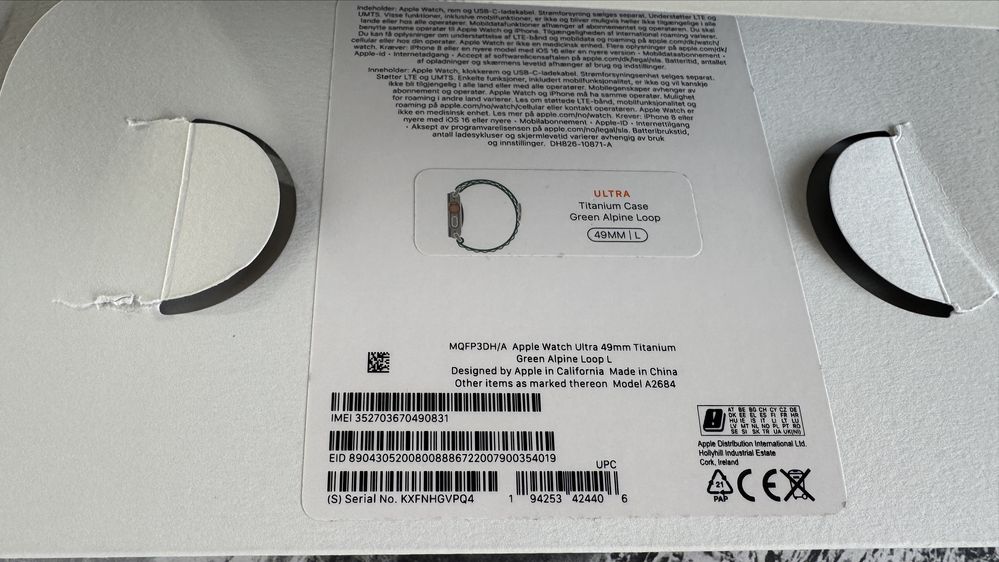 Indeholder: Apple Watch, rem og USB-C-ladekabel. Strømforsyning sælges separat. Understøtter LTE og
UMTS. Visse funktioner, inklusive mobilfunktioner, er ikke og bliver muligvis heller ikke tilgængelige i alle
lande eller hos alle operatører. Mobildatafunktioner afhænger af abonnement og operatør. Du skal
benytte samme operatør til Apple Watch og iPhone. Tilgængeligheden af international roaming varierer.
Du kan få oplysninger om understøttelse af LTE-bånd og mobildata og roaming på apple.com/dk/watch/
cellular eller hos din operatør. Apple Watch er ikke en medicinsk enhed. Flere oplysninger på apple.com/dk/
watch. Kræver: iPhone 8 eller en nyere model med iOS 16 eller en nyere version • Mobildataabonnement •
Apple-id • Internetadgang • Accept af softwarelicensaftalen på apple.com/dk/legal/sla. Batteritid, antallet
af opladninger og skærmens levetid afhænger af brug og indstillinger.
Inneholder: Apple Watch, klokkerem og USB-C-ladekabel. Strømforsyningsenhet selges separat.
Støtter LTE og UMTS. Enkelte funksjoner, inkludert mobilfunksjoner, er ikke og vil kanskje
ikke bli tilgjengelig i alle land eller med alle operatører. Mobilegenskaper avhenger av
abonnement og operatør. Apple Watch og iPhone må ha samme operatør. Mulighet
for roaming i andre land varierer. Les om støttede LTE-bånd, mobilfunksjonalitet og
roaming på apple.com/no/watch/cellular eller kontakt operatøren. Apple Watch er
ikke en medisinsk enhet. Les mer på apple.com/no/watch. Krever: iPhone 8 eller
nyere med iOS 16 eller nyere • Mobilabonnement • Apple-ID • Internettilgang
• Aksept av programvarelisensen på apple.com/no/legal/sla. Batteribrukstid,
antall ladesykluser og skjermlevetid varierer avhengig av bruk
og innstillinger. DH826-10871-A
ULTRA
Titanium Case
Green Alpine Loop
49MM | L
MQFP3DH/A Apple Watch Ultra 49mm Titanium
Green Alpine Loop L
Designed by Apple in California Made in China
Other items as marked thereon Model A2684
IMEI 352703670490831
EID 89043052008008886722007900354019
(S) Serial No. KXFNHGVPQ4
UPC
1 94253 42440 6
AT BE BG CH CY CZ DE
DK EE EL ES FI FR HR
HU IE IS IT LI LT LU
LV MT NL NO PL PT RO
SE SI SK TR UA UK(NI)
Apple Distribution International Ltd.
Hollyhill Industrial Estate
Cork, Ireland
21
PAP
CE